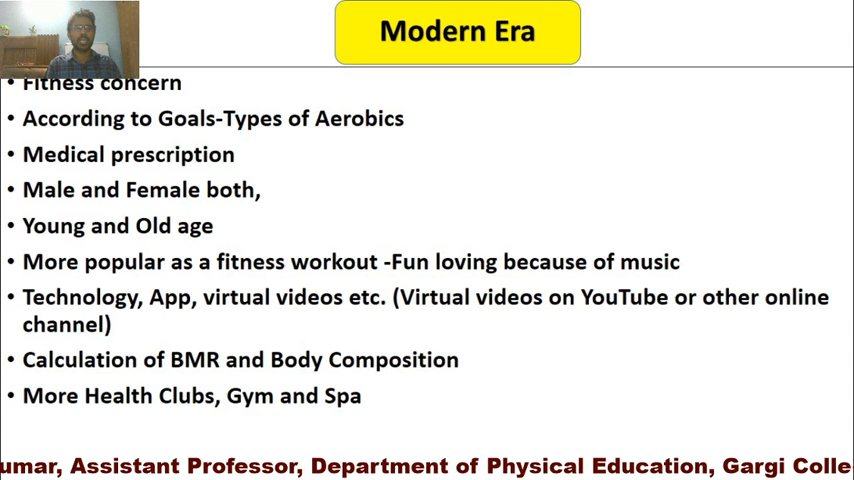 Modern Era
• Fitness concern
• According to Goals-Types of Aerobics
• Medical prescription
• Male and Female both,
• Young and Old age
• More popular as a fitness workout -Fun loving because of music
• Technology, App, virtual videos etc. (Virtual videos on YouTube or other online
channel)
• Calculation of BMR and Body Composition
• More Health Clubs, Gym and Spa
umar, Assistant Professor, Department of Physical Education, Gargi Colle